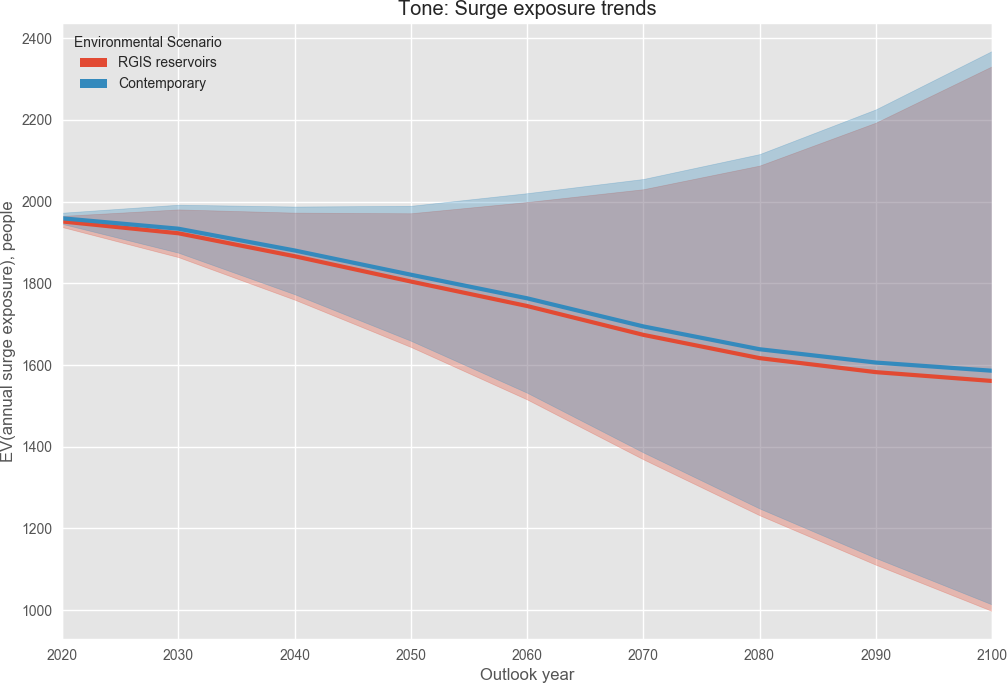 Tone: Surge exposure trends
Environmental Scenario
RGIS reservoirs
Contemporary
EV(annual surge exposure), people
2400
2200
2000
1800
1600
1400
1200
1000
2020 2030 2040 2050 2060 2070 2080 2090 2100
Outlook year